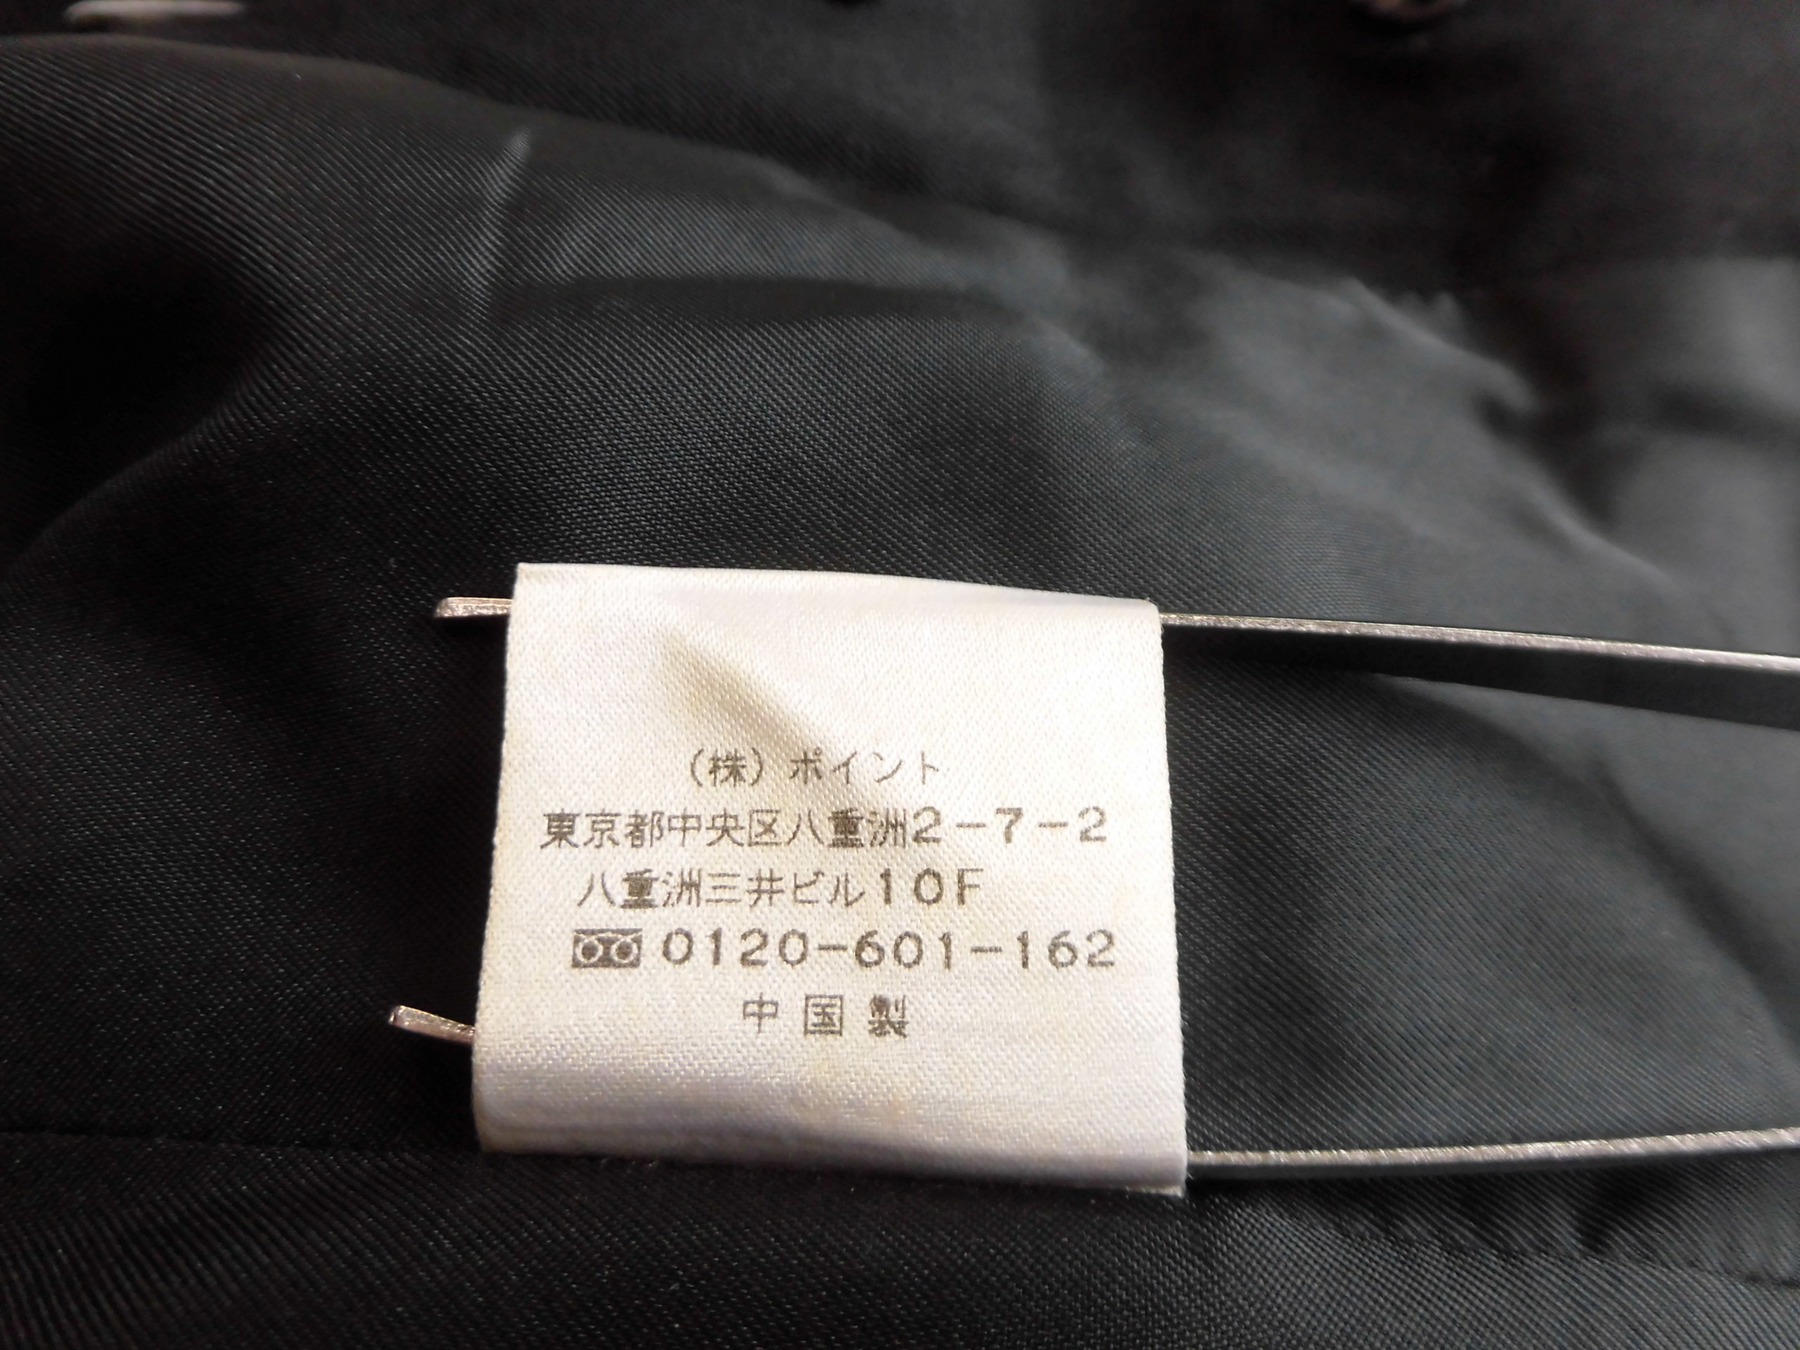 （株）ポイント
東京都中央区八重洲2-7-2
八重洲三井ビル10F
0120-601-162
中国製